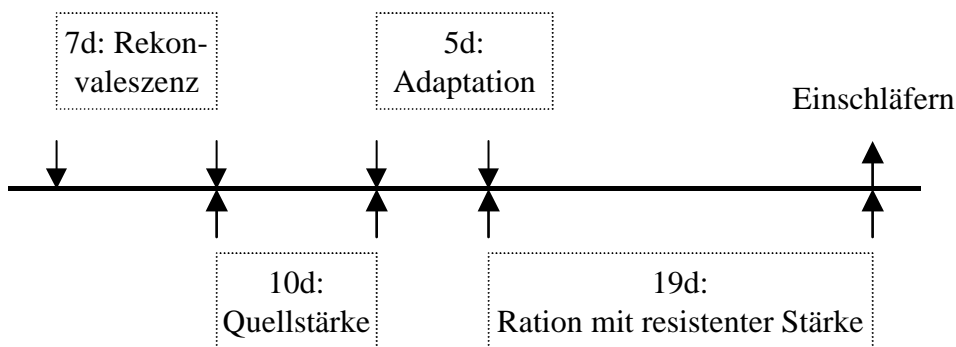 7d: Rekon-
valeszenz
5d:
Adaptation
Einschläfern
10d:
Quellstärke
19d:
Ration mit resistenter Stärke